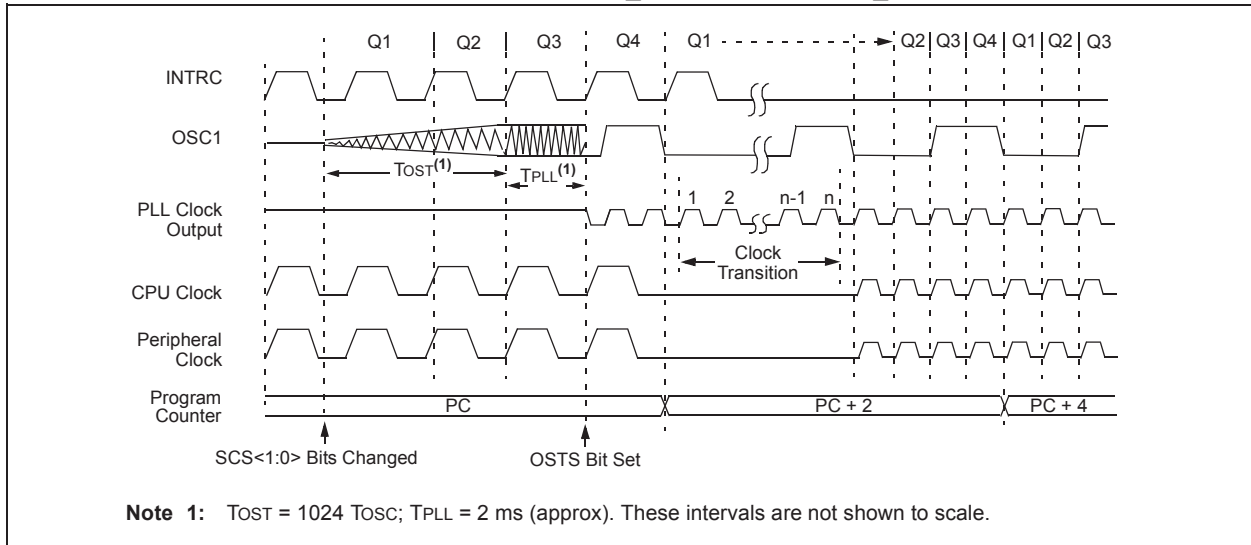 Q1 Q2 Q3 Q4 Q1 Q2 Q3 Q4 Q1 Q2 Q3
INTRC
OSC1
TOST(1)
TPLL(1)
1 2 n-1 n
PLL Clock
Output
Clock
Transition
CPU Clock
Peripheral
Clock
Program
Counter
PC PC + 2 PC + 4
SCS<1:0> Bits Changed OSTS Bit Set
Note 1: TOST = 1024 TOSC; TPLL = 2 ms (approx). These intervals are not shown to scale.